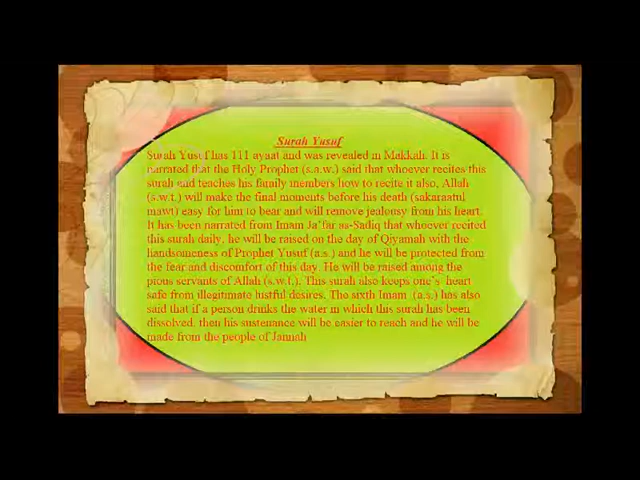 Surah Yusuf
Surah Yusuf has 111 ayaat and was revealed in Makkah. It is
narrated that the Holy Prophet (s.a.w.) said that whoever recites this
surah and teaches his family members how to recite it also, Allah
(s.w.t.) will make the final moments before his death (sakaraatul
mawt) easy for him to bear and will remove jealousy from his heart.
It has been narrated from Imam Ja'far as-Sadiq that whoever recited
this surah daily, he will be raised on the day of Qiyamah with the
handsomeness of Prophet Yusuf (a.s.) and he will be protected from
the fear and discomfort of this day. He will be raised among the
pious servants of Allah (s.w.t.). This surah also keeps one's heart
safe from illegitimate lustful desires. The sixth Imam (a.s.) has also
said that if a person drinks the water in which this surah has been
dissolved, then his sustenance will be easier to reach and he will be
made from the people of Jannah